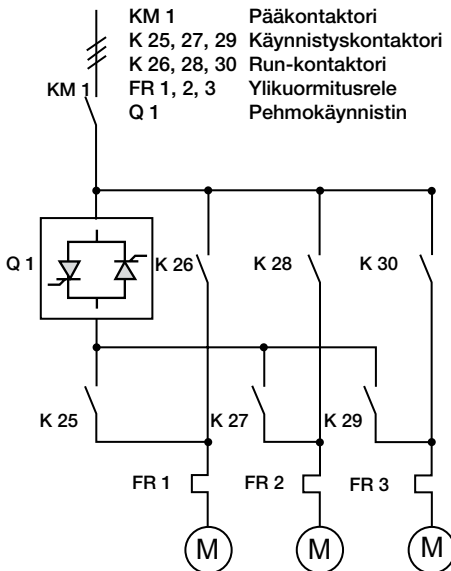 KM 1 Pääkontaktori
K 25, 27, 29 Käynnistyskontaktori
K 26, 28, 30 Run-kontaktori
FR 1, 2, 3 Ylikuormitusrele
Q 1 Pehmokäynnistin
KM 1
Q 1
K 26
K 28
K 30
K 25
K 27
K 29
FR 1
FR 2
FR 3
M
M
M